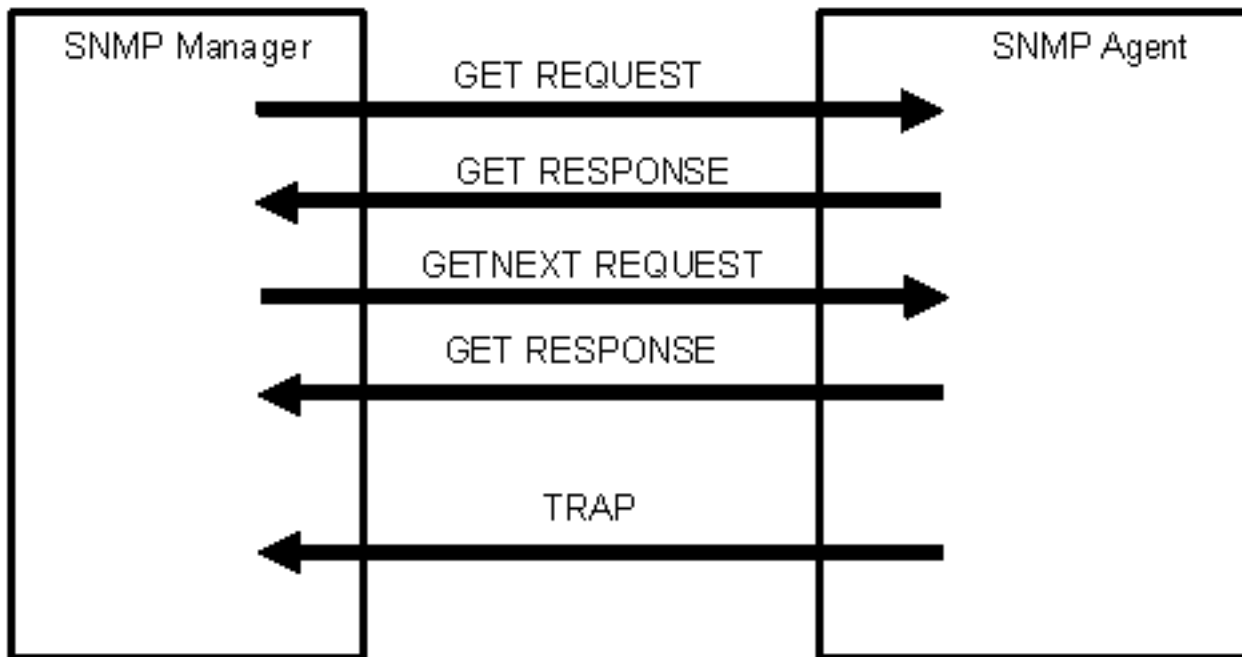 SNMP Manager
SNMP Agent
GET REQUEST
GET RESPONSE
GETNEXT REQUEST
GET RESPONSE
TRAP